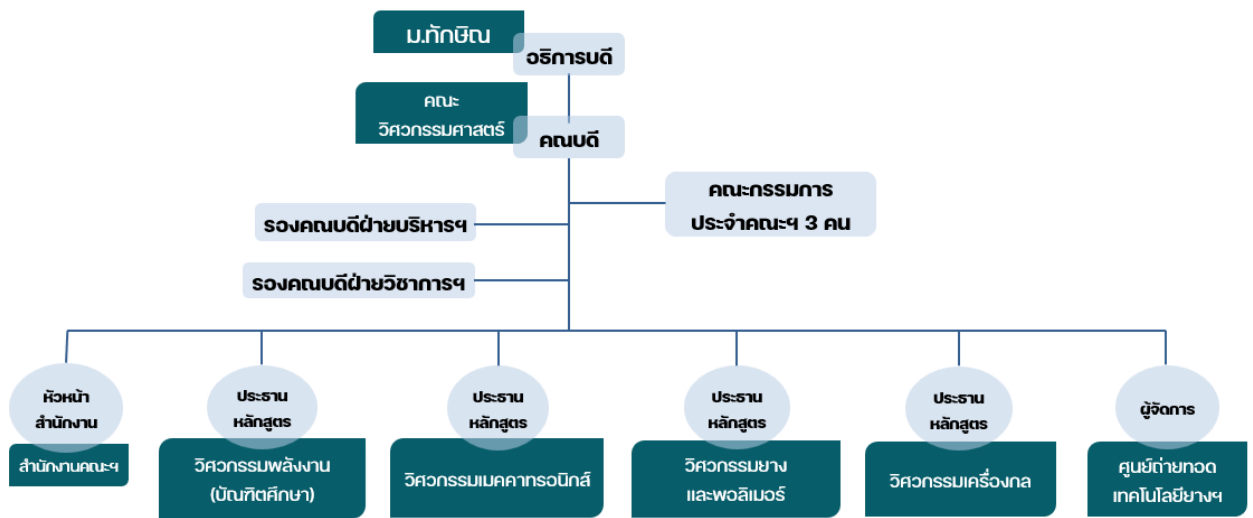 ม.ทักษิณ
อธิการบดี
คณะ
วิศวกรรมศาสตร์
คณบดี
คณะกรรมการ
ประจำคณะฯ 3 คน
รองคณบดีฝ่ายบริหารฯ
รองคณบดีฝ่ายวิชาการฯ
หัวหน้า
สำนักงาน
สำนักงานคณะฯ
ประธาน
หลักสูตร
วิศวกรรมพลังงาน
(บัณฑิตศึกษา)
ประธาน
หลักสูตร
วิศวกรรมเมคคาทรอนิกส์
ประธาน
หลักสูตร
วิศวกรรมยาง
และพอลิเมอร์
ประธาน
หลักสูตร
วิศวกรรมเครื่องกล
ผู้จัดการ
ศูนย์ถ่ายทอด
เทคโนโลยียางฯ